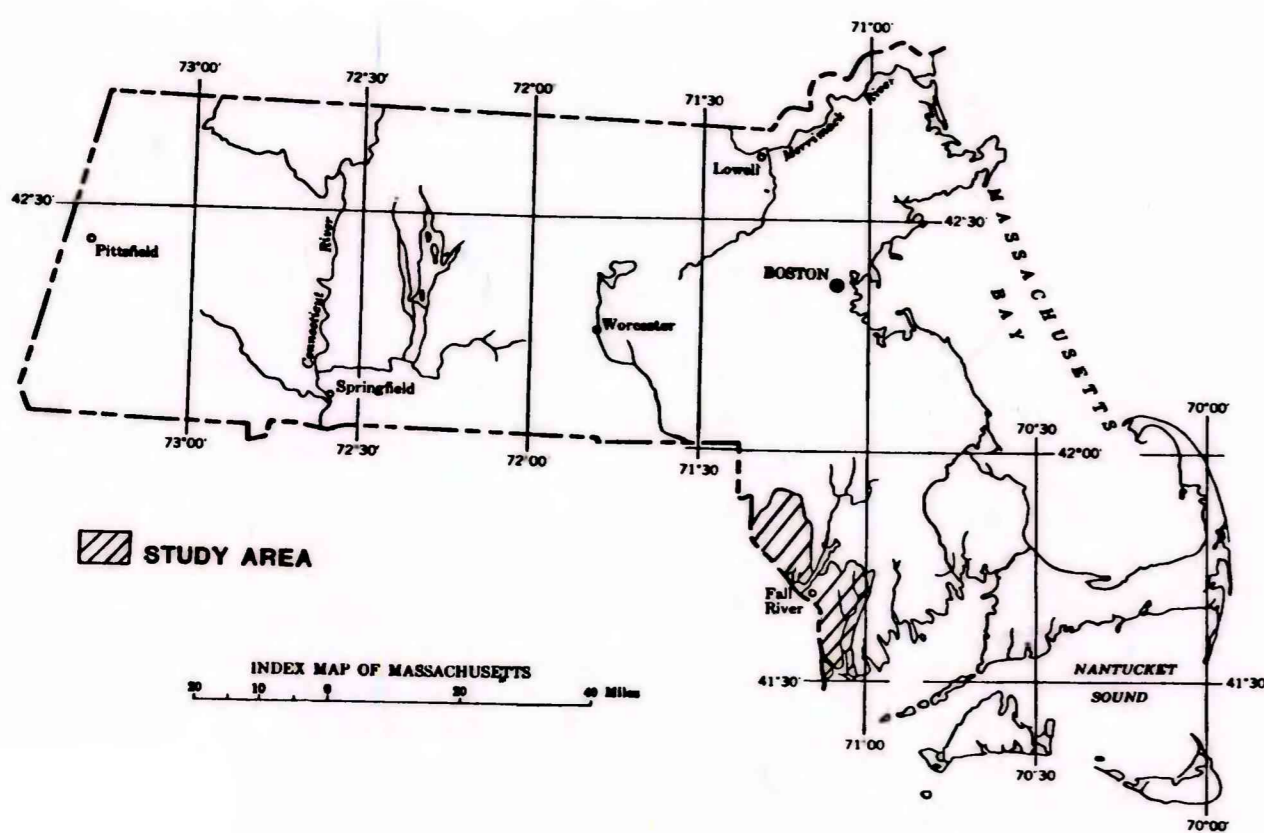 71°00'
73°00'
72°30'
72°00'
71°30'
Merrimack River
Lowell
42°30'
42°30'
Pittsfield
Connecticut River
BOSTON
MASSACHUSETTS
BAY
Worcester
Springfield
70°00'
73°00'
72°30'
72°00'
71°30'
70°30'
42°00'
STUDY AREA
Fall
River
INDEX MAP OF MASSACHUSETTS
20 10 0 20 40 Miles
41°30'
NANTUCKET
SOUND
41°30'
71°00
70°30
70°00'